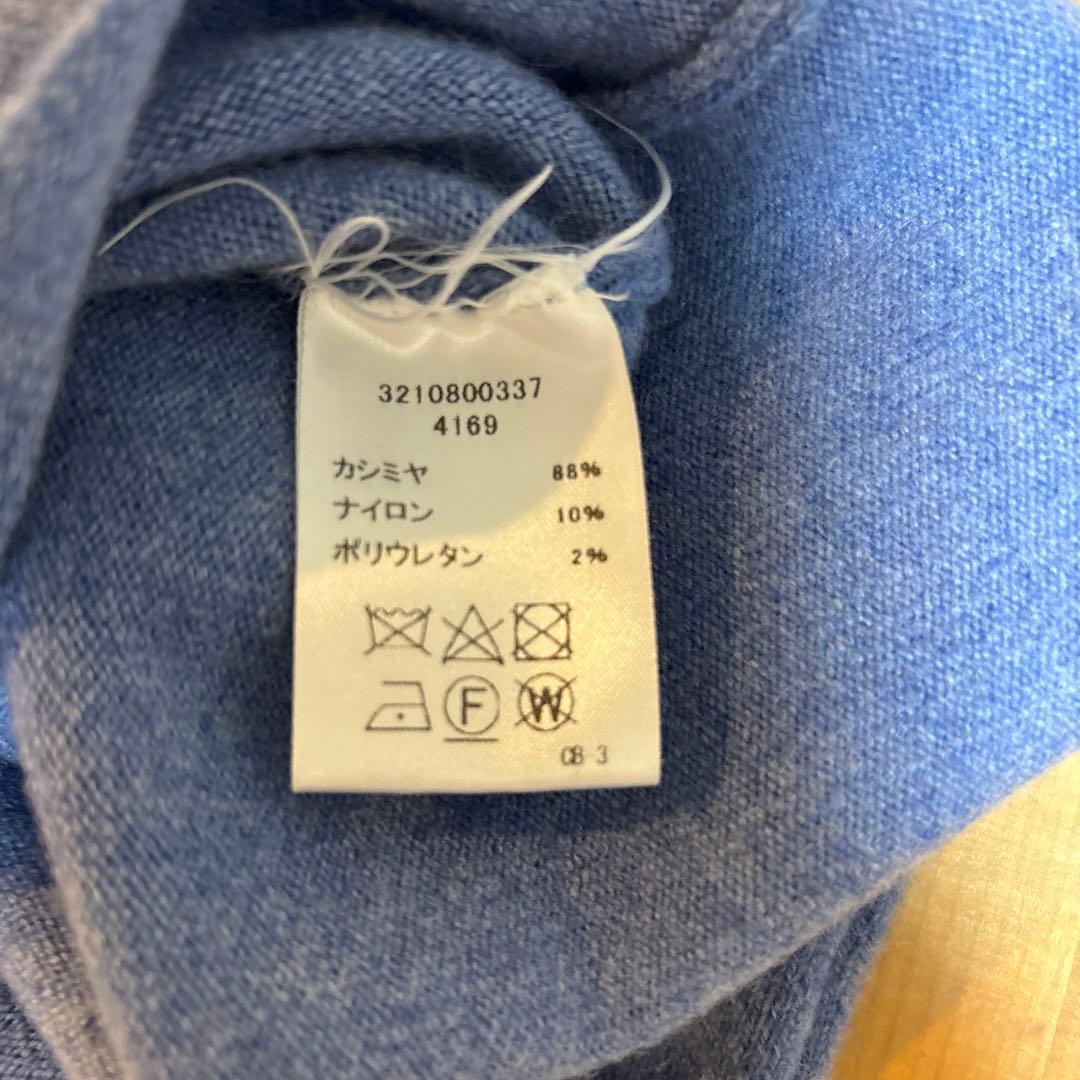 3210800337
4169
カシミヤ 88%
ナイロン 10%
ポリウレタン 2%
F W
CB 3